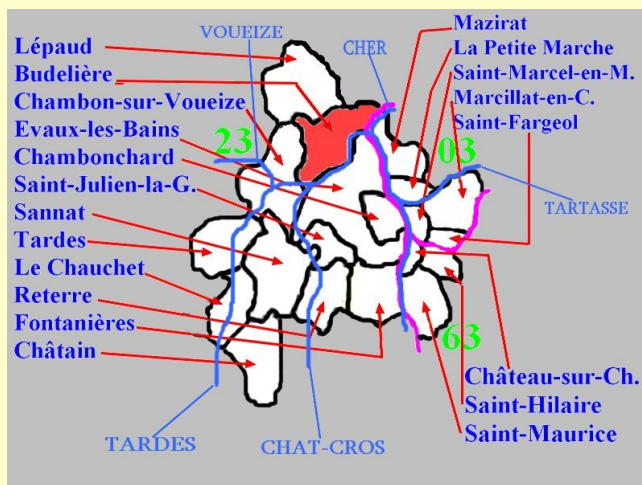 VOUEIZE
Lépaud
Budelière
Chambon-sur-Voueize
Evaux-les-Bains
Chambonchard
Saint-Julien-la-G.
Sannat
Tardes
Le Chauchet
Reterre
Fontanières
Châtain
23
CHER
Mazirat
La Petite Marche
Saint-Marcel-en-M.
Marcillat-en-C.
Saint-Fargeol
03
TARTASSE
63
Château-sur-Ch.
Saint-Hilaire
Saint-Maurice
TARDES
CHAT-CROS